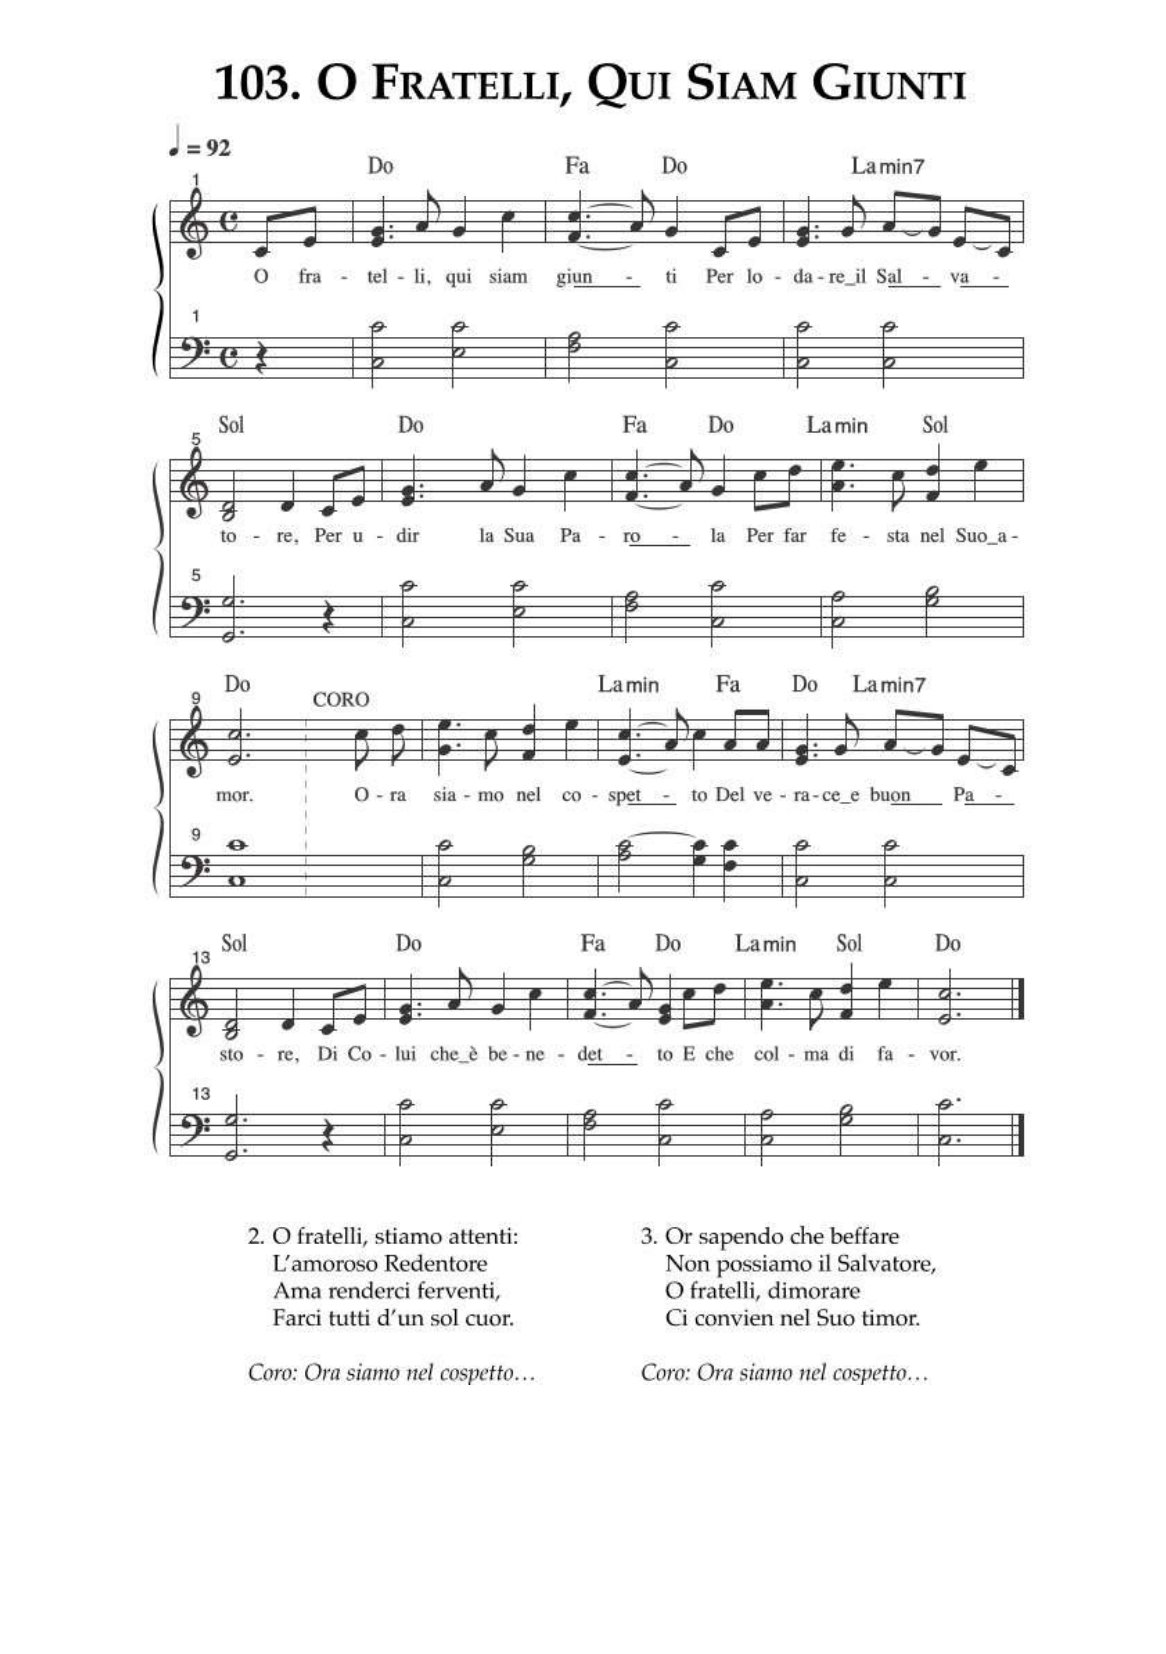 103. O FRATELLI, QUI SIAM GIUNTI
♩ = 92
Do Fa Do Lamin7
1
O fra - tel - li, qui siam giun - ti Per lo - da - re_il Sal - va -
1
Sol Do Fa Do Lamin Sol
5
to - re, Per u - dir la Sua Pa - ro - la Per far fe - sta nel Suo_a -
5
Do CORO Lamin Fa Do Lamin7
9
mor. O - ra sia - mo nel co - spet - to Del ve - ra - ce_e buon Pa -
9
Sol Do Fa Do Lamin Sol Do
13
sto - re, Di Co - lui che_è be - ne - det - to E che col - ma di fa - vor.
13
2. O fratelli, stiamo attenti:
L'amoroso Redentore
Ama renderci ferventi,
Farci tutti d'un sol cuor.
Coro: Ora siamo nel cospetto…
3. Or sapendo che beffare
Non possiamo il Salvatore,
O fratelli, dimorare
Ci convien nel Suo timor.
Coro: Ora siamo nel cospetto…